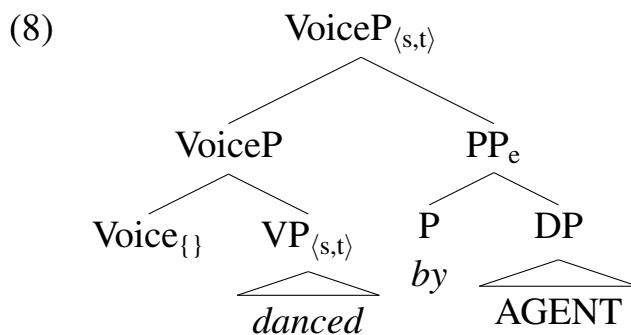 (8) VoiceP⟨s,t⟩
VoiceP PPe
Voice{} VP⟨s,t⟩ P DP
danced by AGENT